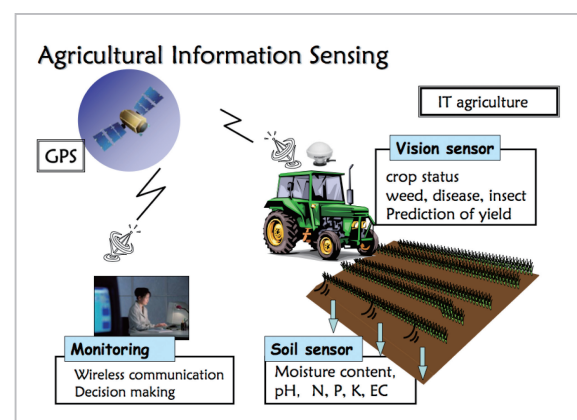 Agricultural Information Sensing
IT agriculture
GPS
Vision sensor
crop status
weed, disease, insect
Prediction of yield
Monitoring
Wireless communication
Decision making
Soil sensor
Moisture content,
pH, N, P, K, EC